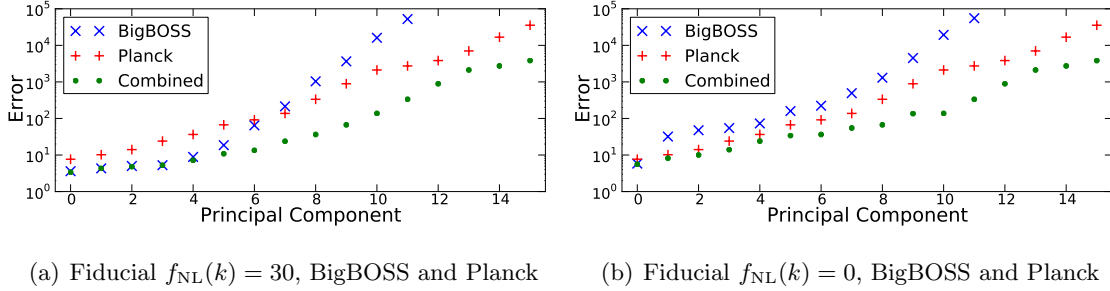 10^5
10^4
10^3
10^2
10^1
10^0
Error
BigBOSS
Planck
Combined
0 2 4 6 8 10 12 14
Principal Component
(a) Fiducial f_NL(k) = 30, BigBOSS and Planck
10^5
10^4
10^3
10^2
10^1
10^0
Error
BigBOSS
Planck
Combined
0 2 4 6 8 10 12 14
Principal Component
(b) Fiducial f_NL(k) = 0, BigBOSS and Planck